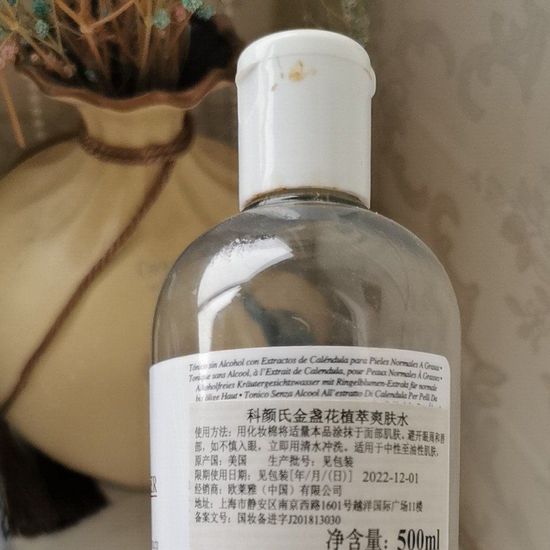 Tónico sin Alcohol con Extractos de Caléndula para Pieles Normales A Grasa •
Tonique sans Alcool, à l'Extrait de Calendula, pour Peaux Normales À Grasses •
Alkoholfreies Kräutergesichtswasser mit Ringelblumen-Extrakt für normale
bis ölige Haut • Tonico Senza Alcool All'estratto Di Calendula Per Pelli Da
科颜氏金盏花植萃爽肤水
使用方法：用化妆棉将适量本品涂抹于面部肌肤，避开眼周和唇
部，如不慎入眼，立即用清水冲洗。适用于中性至油性肌肤。
原产国：美国 生产批号：见包装
限期使用日期：见包装[年/月/(日)] 2022-12-01
经销商：欧莱雅（中国）有限公司
地址：上海市静安区南京西路1601号越洋国际广场11楼
备案文号：国妆备进字J201813030
净含量：500ml